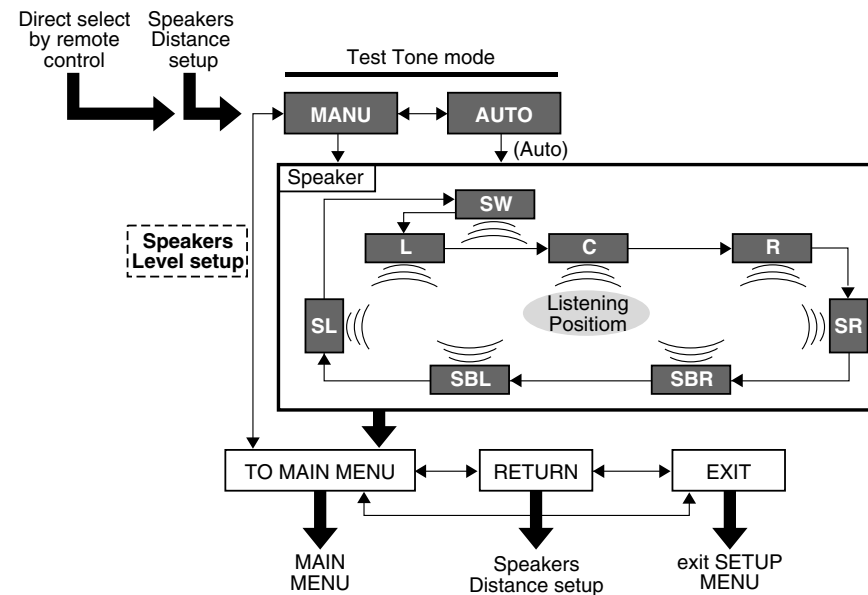 Direct select
by remote
control
Speakers
Distance
setup
Test Tone mode
MANU
AUTO
(Auto)
Speaker
SW
L
C
R
Speakers
Level setup
Listening
Positiom
SL
SR
SBL
SBR
TO MAIN MENU
RETURN
EXIT
MAIN
MENU
Speakers
Distance setup
exit SETUP
MENU